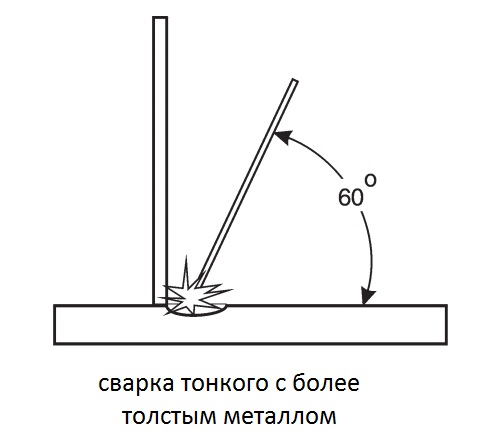 60°
сварка тонкого с более
толстым металлом